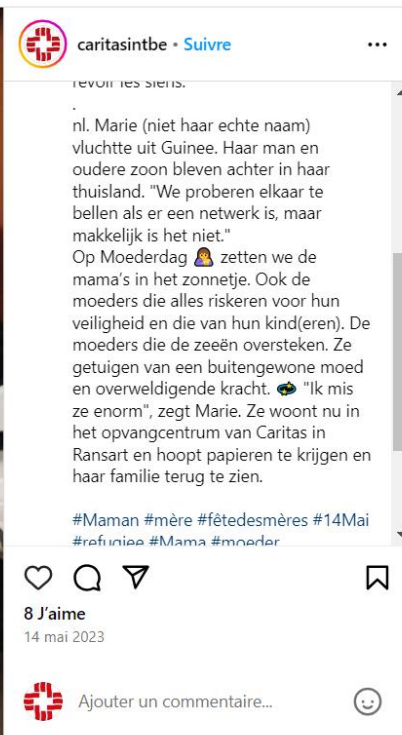 caritasintbe • Suivre
revoir les siens.
.
nl. Marie (niet haar echte naam)
vluchtte uit Guinee. Haar man en
oudere zoon bleven achter in haar
thuisland. "We proberen elkaar te
bellen als er een netwerk is, maar
makkelijk is het niet."
Op Moederdag 🤱 zetten we de
mama's in het zonnetje. Ook de
moeders die alles riskeren voor hun
veiligheid en die van hun kind(eren). De
moeders die de zeeën oversteken. Ze
getuigen van een buitengewone moed
en overweldigende kracht. 💫 "Ik mis
ze enorm", zegt Marie. Ze woont nu in
het opvangcentrum van Caritas in
Ransart en hoopt papieren te krijgen en
haar familie terug te zien.
#Maman #mère #fêtedesmères #14Mai
#refugiee #Mama #moeder
8 J'aime
14 mai 2023
Ajouter un commentaire...